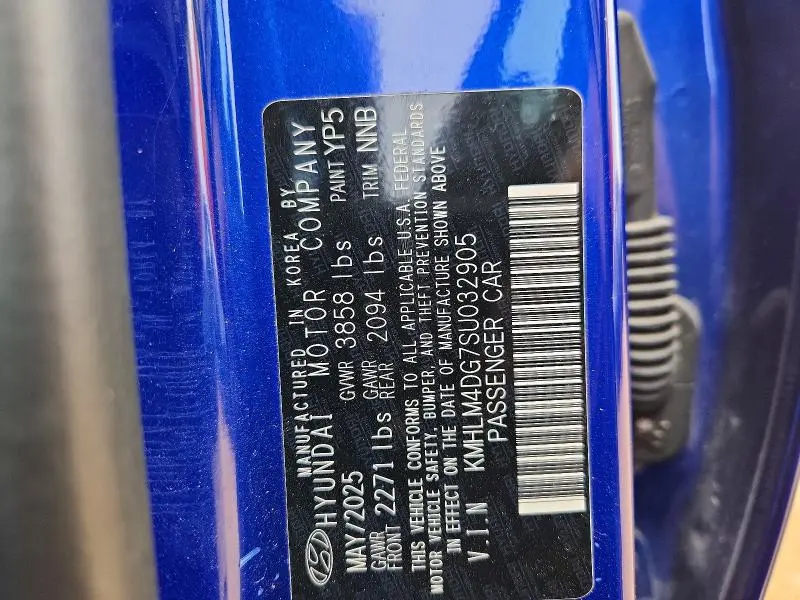 MANUFACTURED IN KOREA BY
HYUNDAI MOTOR COMPANY
MAY/2025 GVWR 3858 lbs PAINT YP5
GAWR FRONT 2271 lbs GAWR REAR 2094 lbs TRIM NNB
THIS VEHICLE CONFORMS TO ALL APPLICABLE U.S.A. FEDERAL
MOTOR VEHICLE SAFETY, BUMPER, AND THEFT PREVENTION STANDARDS
IN EFFECT ON THE DATE OF MANUFACTURE SHOWN ABOVE
V.I.N KMHLM4DG7SU032905
PASSENGER CAR